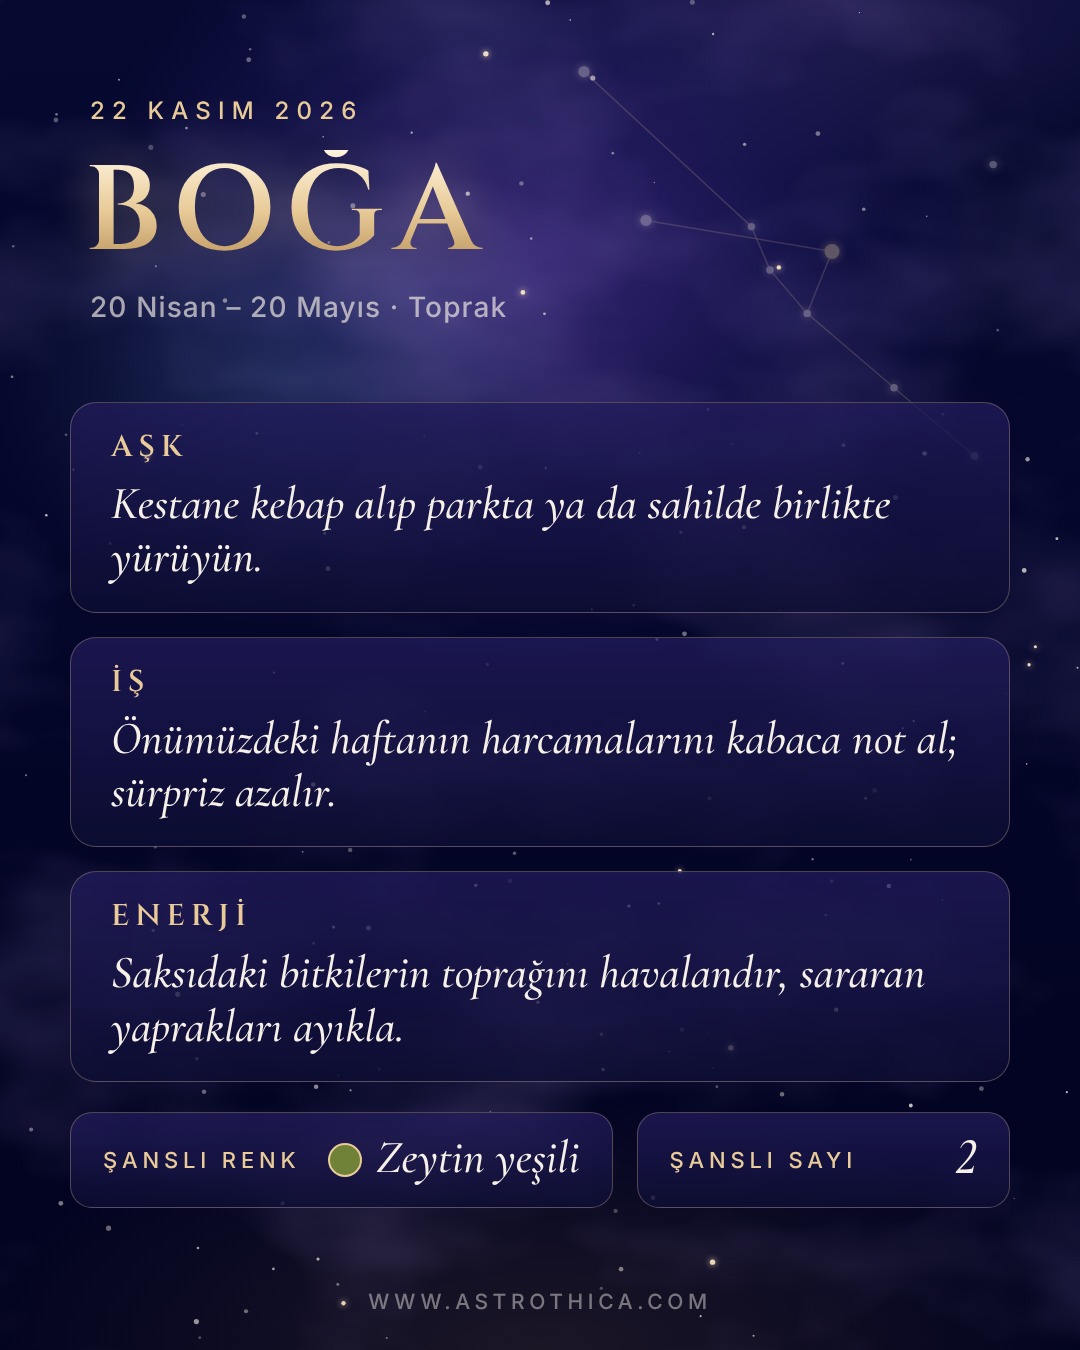 22 KASIM 2026
BOĞA
20 Nisan – 20 Mayıs · Toprak
AŞK
Kestane kebap alıp parkta ya da sahilde birlikte
yürüyün.
İŞ
Önümüzdeki haftanın harcamalarını kabaca not al;
sürpriz azalır.
ENERJİ
Saksıdaki bitkilerin toprağını havalandır, sararan
yaprakları ayıkla.
ŞANSLI RENK Zeytin yeşili
ŞANSLI SAYI 2
WWW.ASTROTHICA.COM